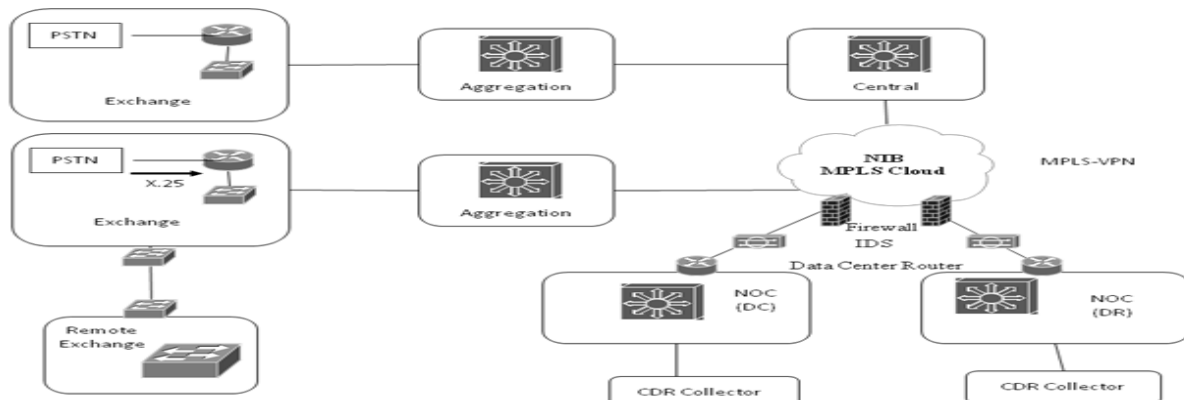 PSTN
Exchange
Aggregation
Central
PSTN
X.25
Exchange
Aggregation
NIB
MPLS Cloud
MPLS-VPN
Firewall
IDS
Data Center Router
Remote
Exchange
NOC
{DC}
NOC
{DR}
CDR Collector
CDR Collector